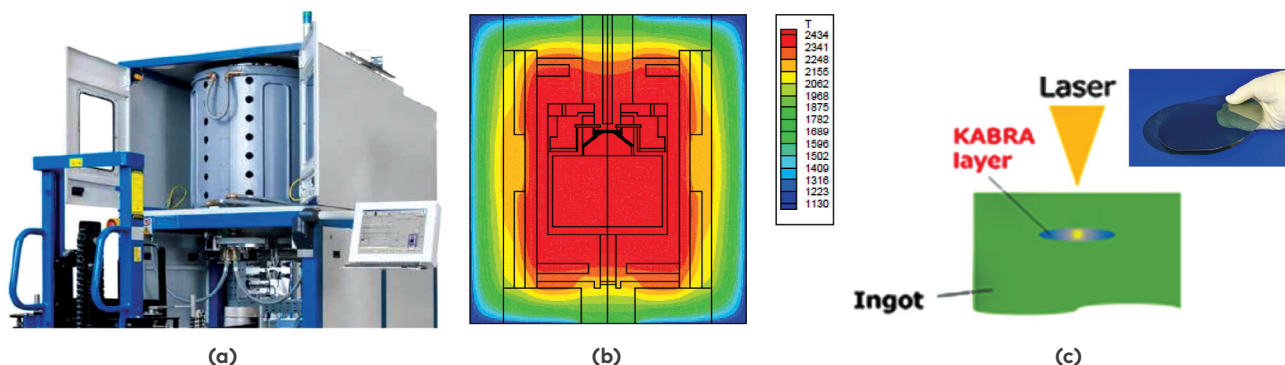 T
2434
2341
2248
2155
2062
1968
1875
1782
1689
1596
1502
1409
1316
1223
1130
Laser
KABRA
layer
Ingot
(a)
(b)
(c)